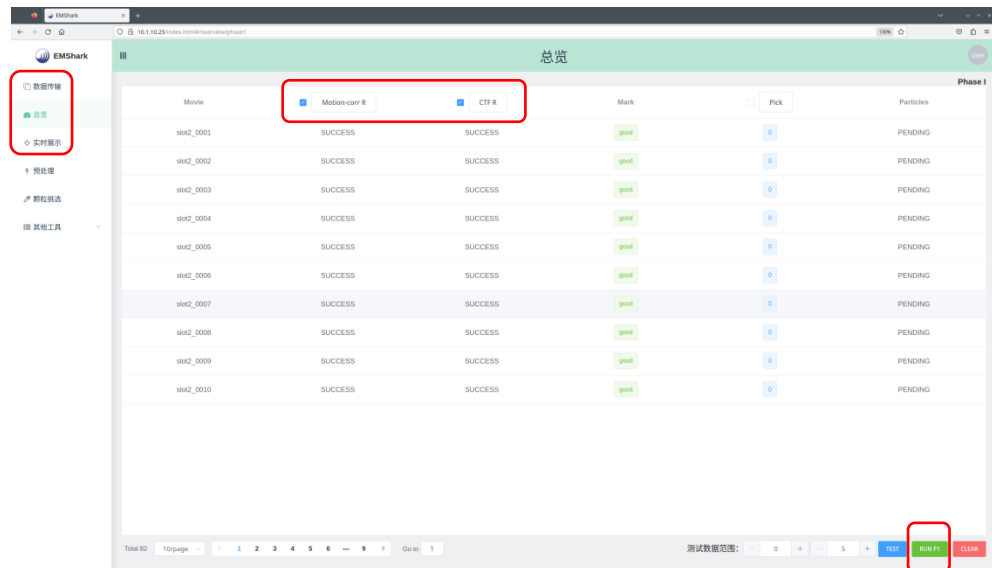 EMShark
10.1.10.25/index.html#/overview/phase1
100%
EMShark
总览
USER
数据传输
总览
实时展示
预处理
颗粒挑选
其他工具
Phase I
Movie Motion-corr R CTF R Mark Pick Particles
slot2_0001 SUCCESS SUCCESS good 0 PENDING
slot2_0002 SUCCESS SUCCESS good 0 PENDING
slot2_0003 SUCCESS SUCCESS good 0 PENDING
slot2_0004 SUCCESS SUCCESS good 0 PENDING
slot2_0005 SUCCESS SUCCESS good 0 PENDING
slot2_0006 SUCCESS SUCCESS good 0 PENDING
slot2_0007 SUCCESS SUCCESS good 0 PENDING
slot2_0008 SUCCESS SUCCESS good 0 PENDING
slot2_0009 SUCCESS SUCCESS good 0 PENDING
slot2_0010 SUCCESS SUCCESS good 0 PENDING
Total 82 10/page 1 2 3 4 5 6 ... 9 Go to 1 测试数据范围: - 0 + - 5 + TEST RUN P1 CLEAR